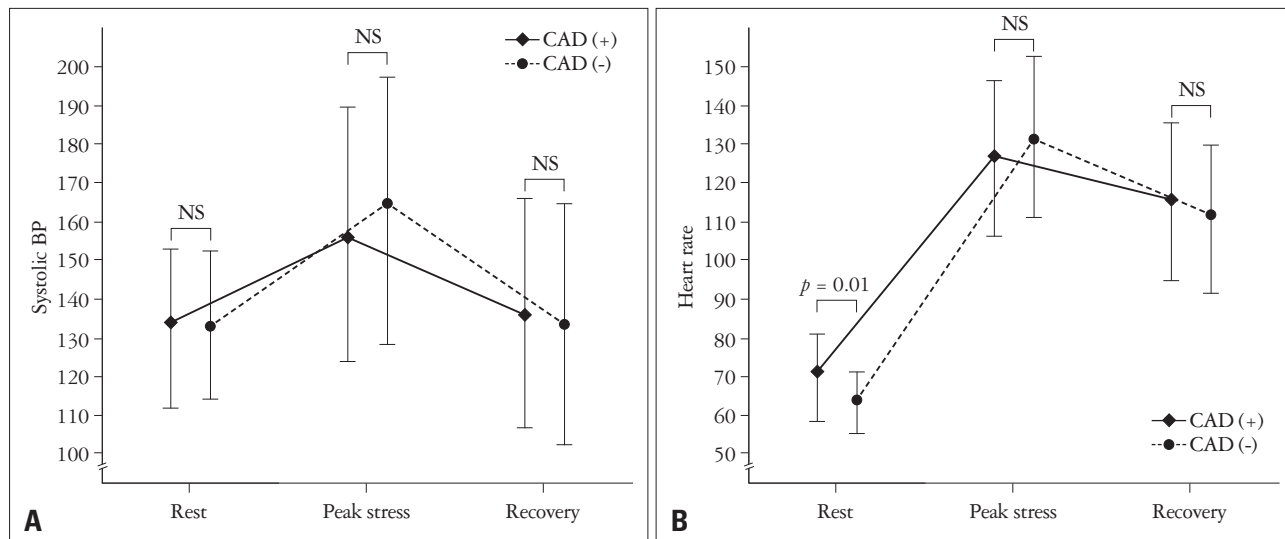 NS
CAD (+)
CAD (-)
200
190
180
170
160
150
140
130
120
110
100
Systolic BP
NS
NS
Rest
Peak stress
Recovery
A
NS
150
140
130
120
110
100
90
80
70
60
50
Heart rate
NS
p = 0.01
CAD (+)
CAD (-)
Rest
Peak stress
Recovery
B